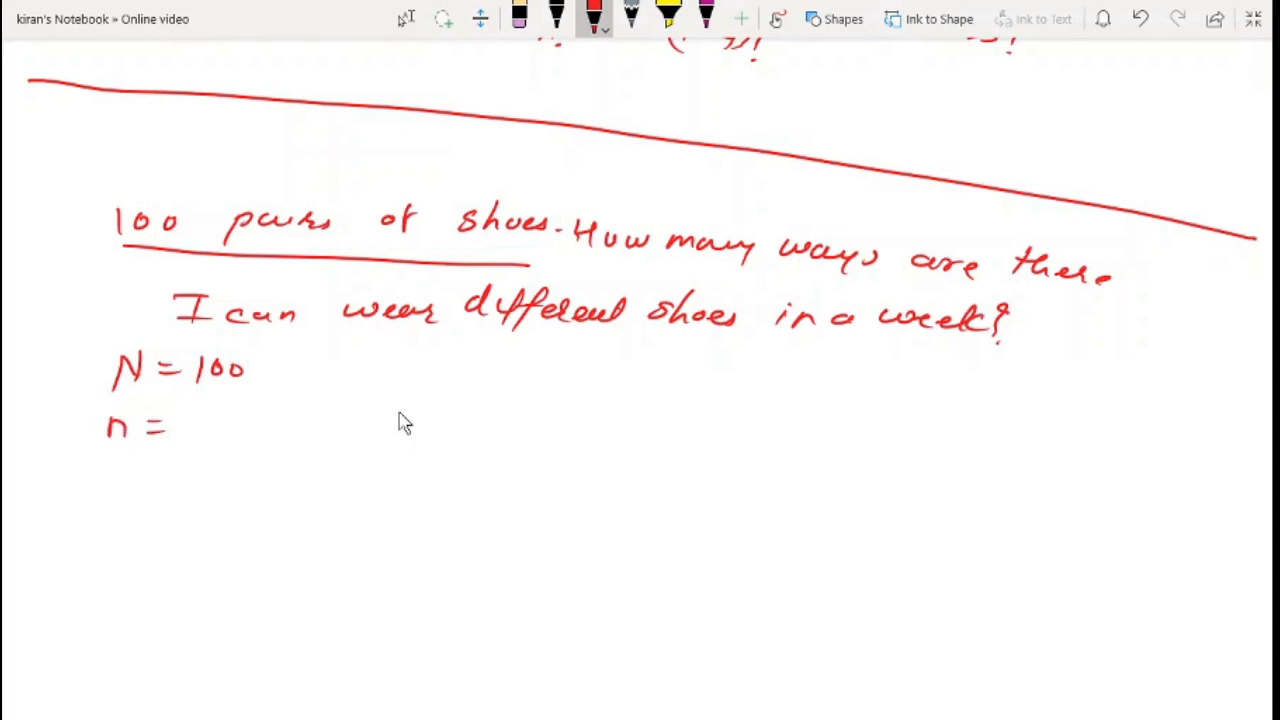 kiran's Notebook » Online video
Shapes
Ink to Shape
Ink to Text
100 pairs of shoes. How many ways are there
I can wear different shoes in a week?
N = 100
n =